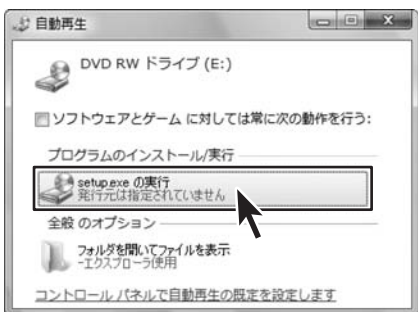 自動再生
DVD RW ドライブ (E:)
ソフトウェアとゲーム に対しては常に次の動作を行う:
プログラムのインストール/実行
setup.exe の実行
発行元は指定されていません
全般 のオプション
フォルダを開いてファイルを表示
-エクスプローラ使用
コントロール パネルで自動再生の既定を設定します